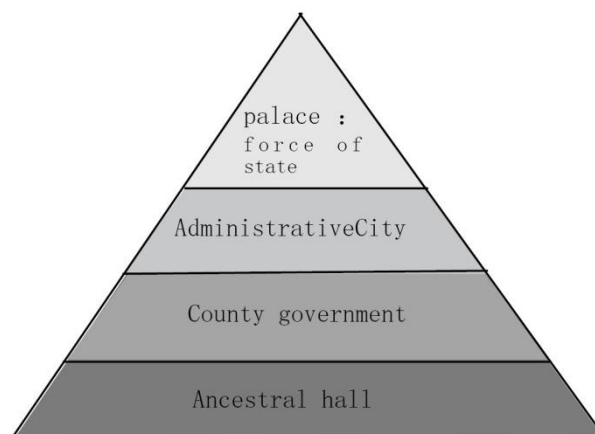 palace ：
force of
state
AdministrativeCity
County government
Ancestral hall